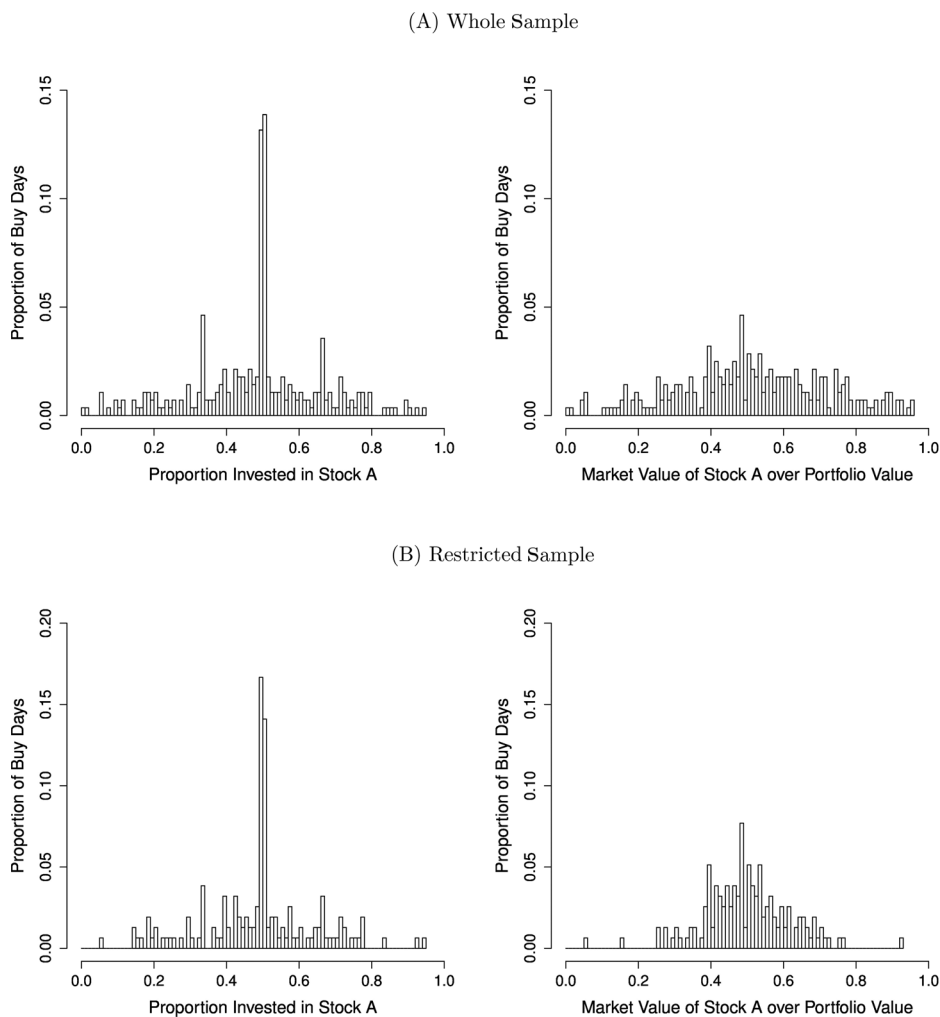 (A) Whole Sample
Proportion of Buy Days
0.00 0.05 0.10 0.15
0.0 0.2 0.4 0.6 0.8 1.0
Proportion Invested in Stock A
Proportion of Buy Days
0.00 0.05 0.10 0.15
0.0 0.2 0.4 0.6 0.8 1.0
Market Value of Stock A over Portfolio Value
(B) Restricted Sample
Proportion of Buy Days
0.00 0.05 0.10 0.15 0.20
0.0 0.2 0.4 0.6 0.8 1.0
Proportion Invested in Stock A
Proportion of Buy Days
0.00 0.05 0.10 0.15 0.20
0.0 0.2 0.4 0.6 0.8 1.0
Market Value of Stock A over Portfolio Value